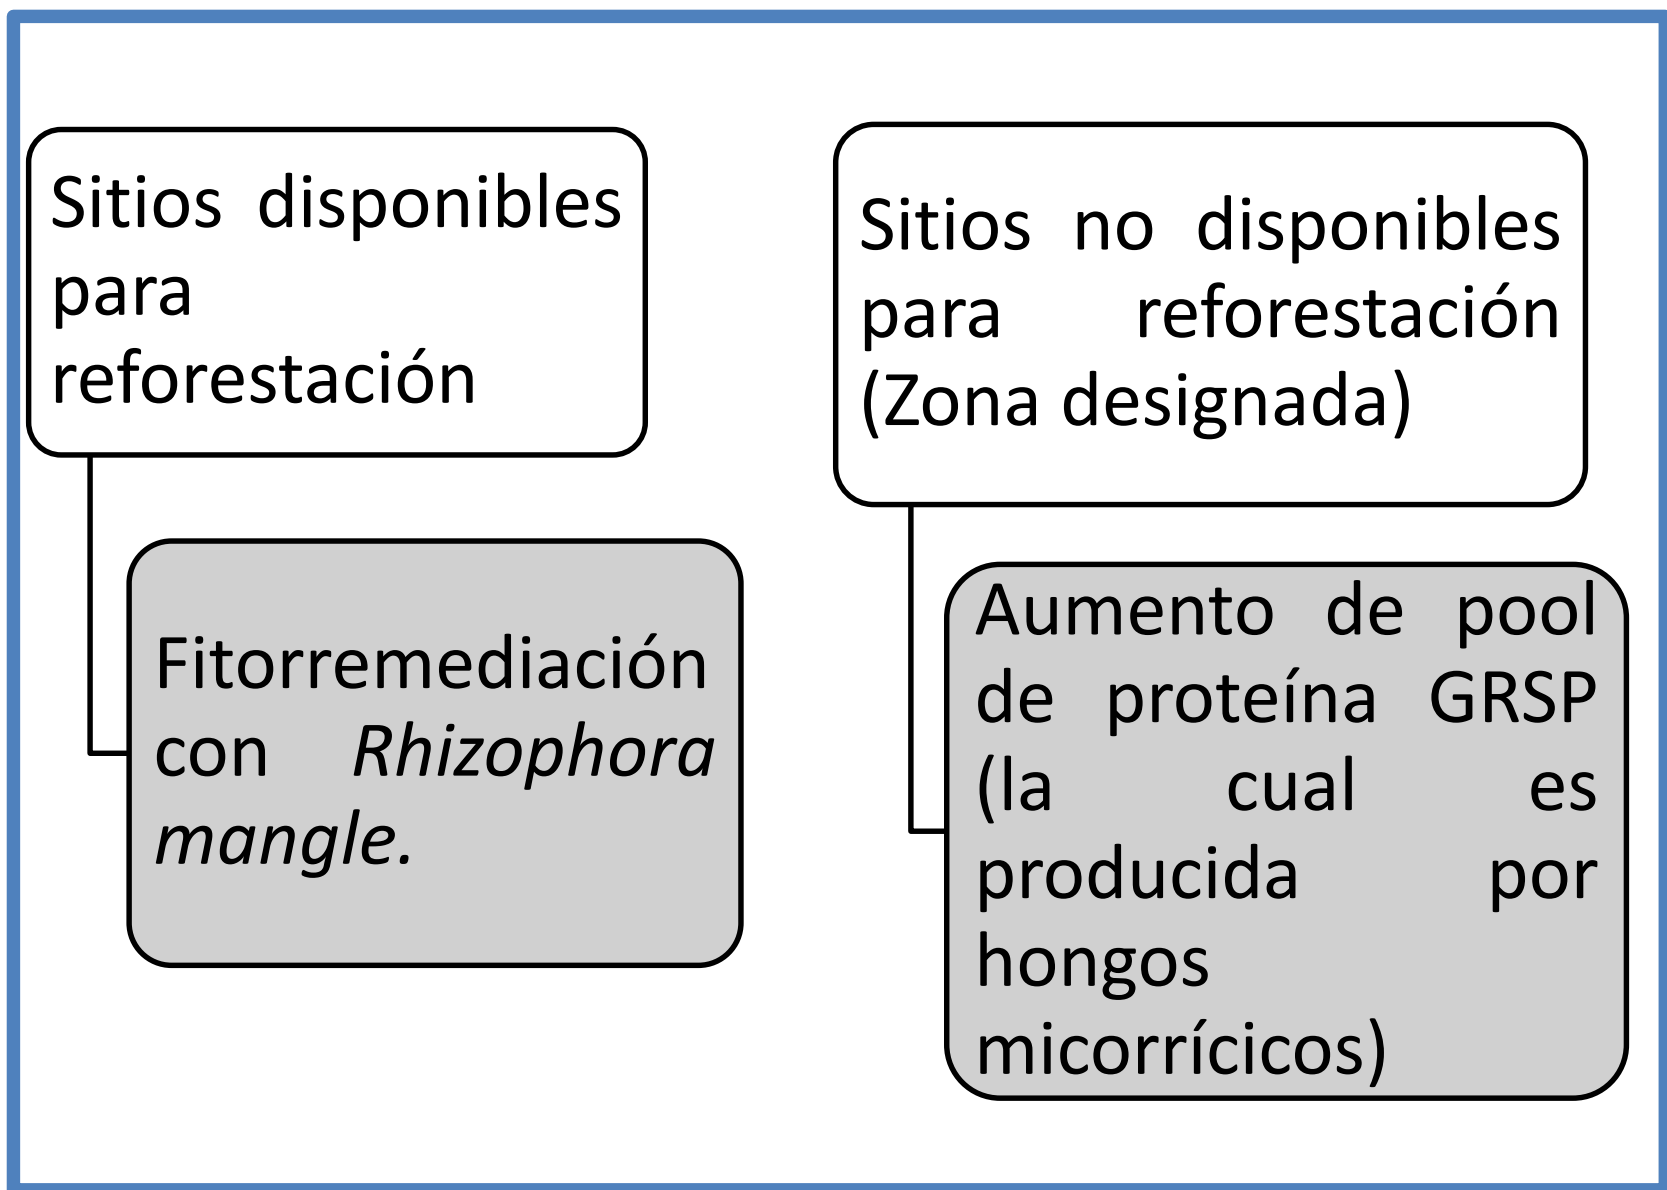 Sitios disponibles
para
reforestación
Fitorremediación
con Rhizophora
mangle.
Sitios no disponibles
para reforestación
(Zona designada)
Aumento de pool
de proteína GRSP
(la cual es
producida por
hongos
micorrícicos)